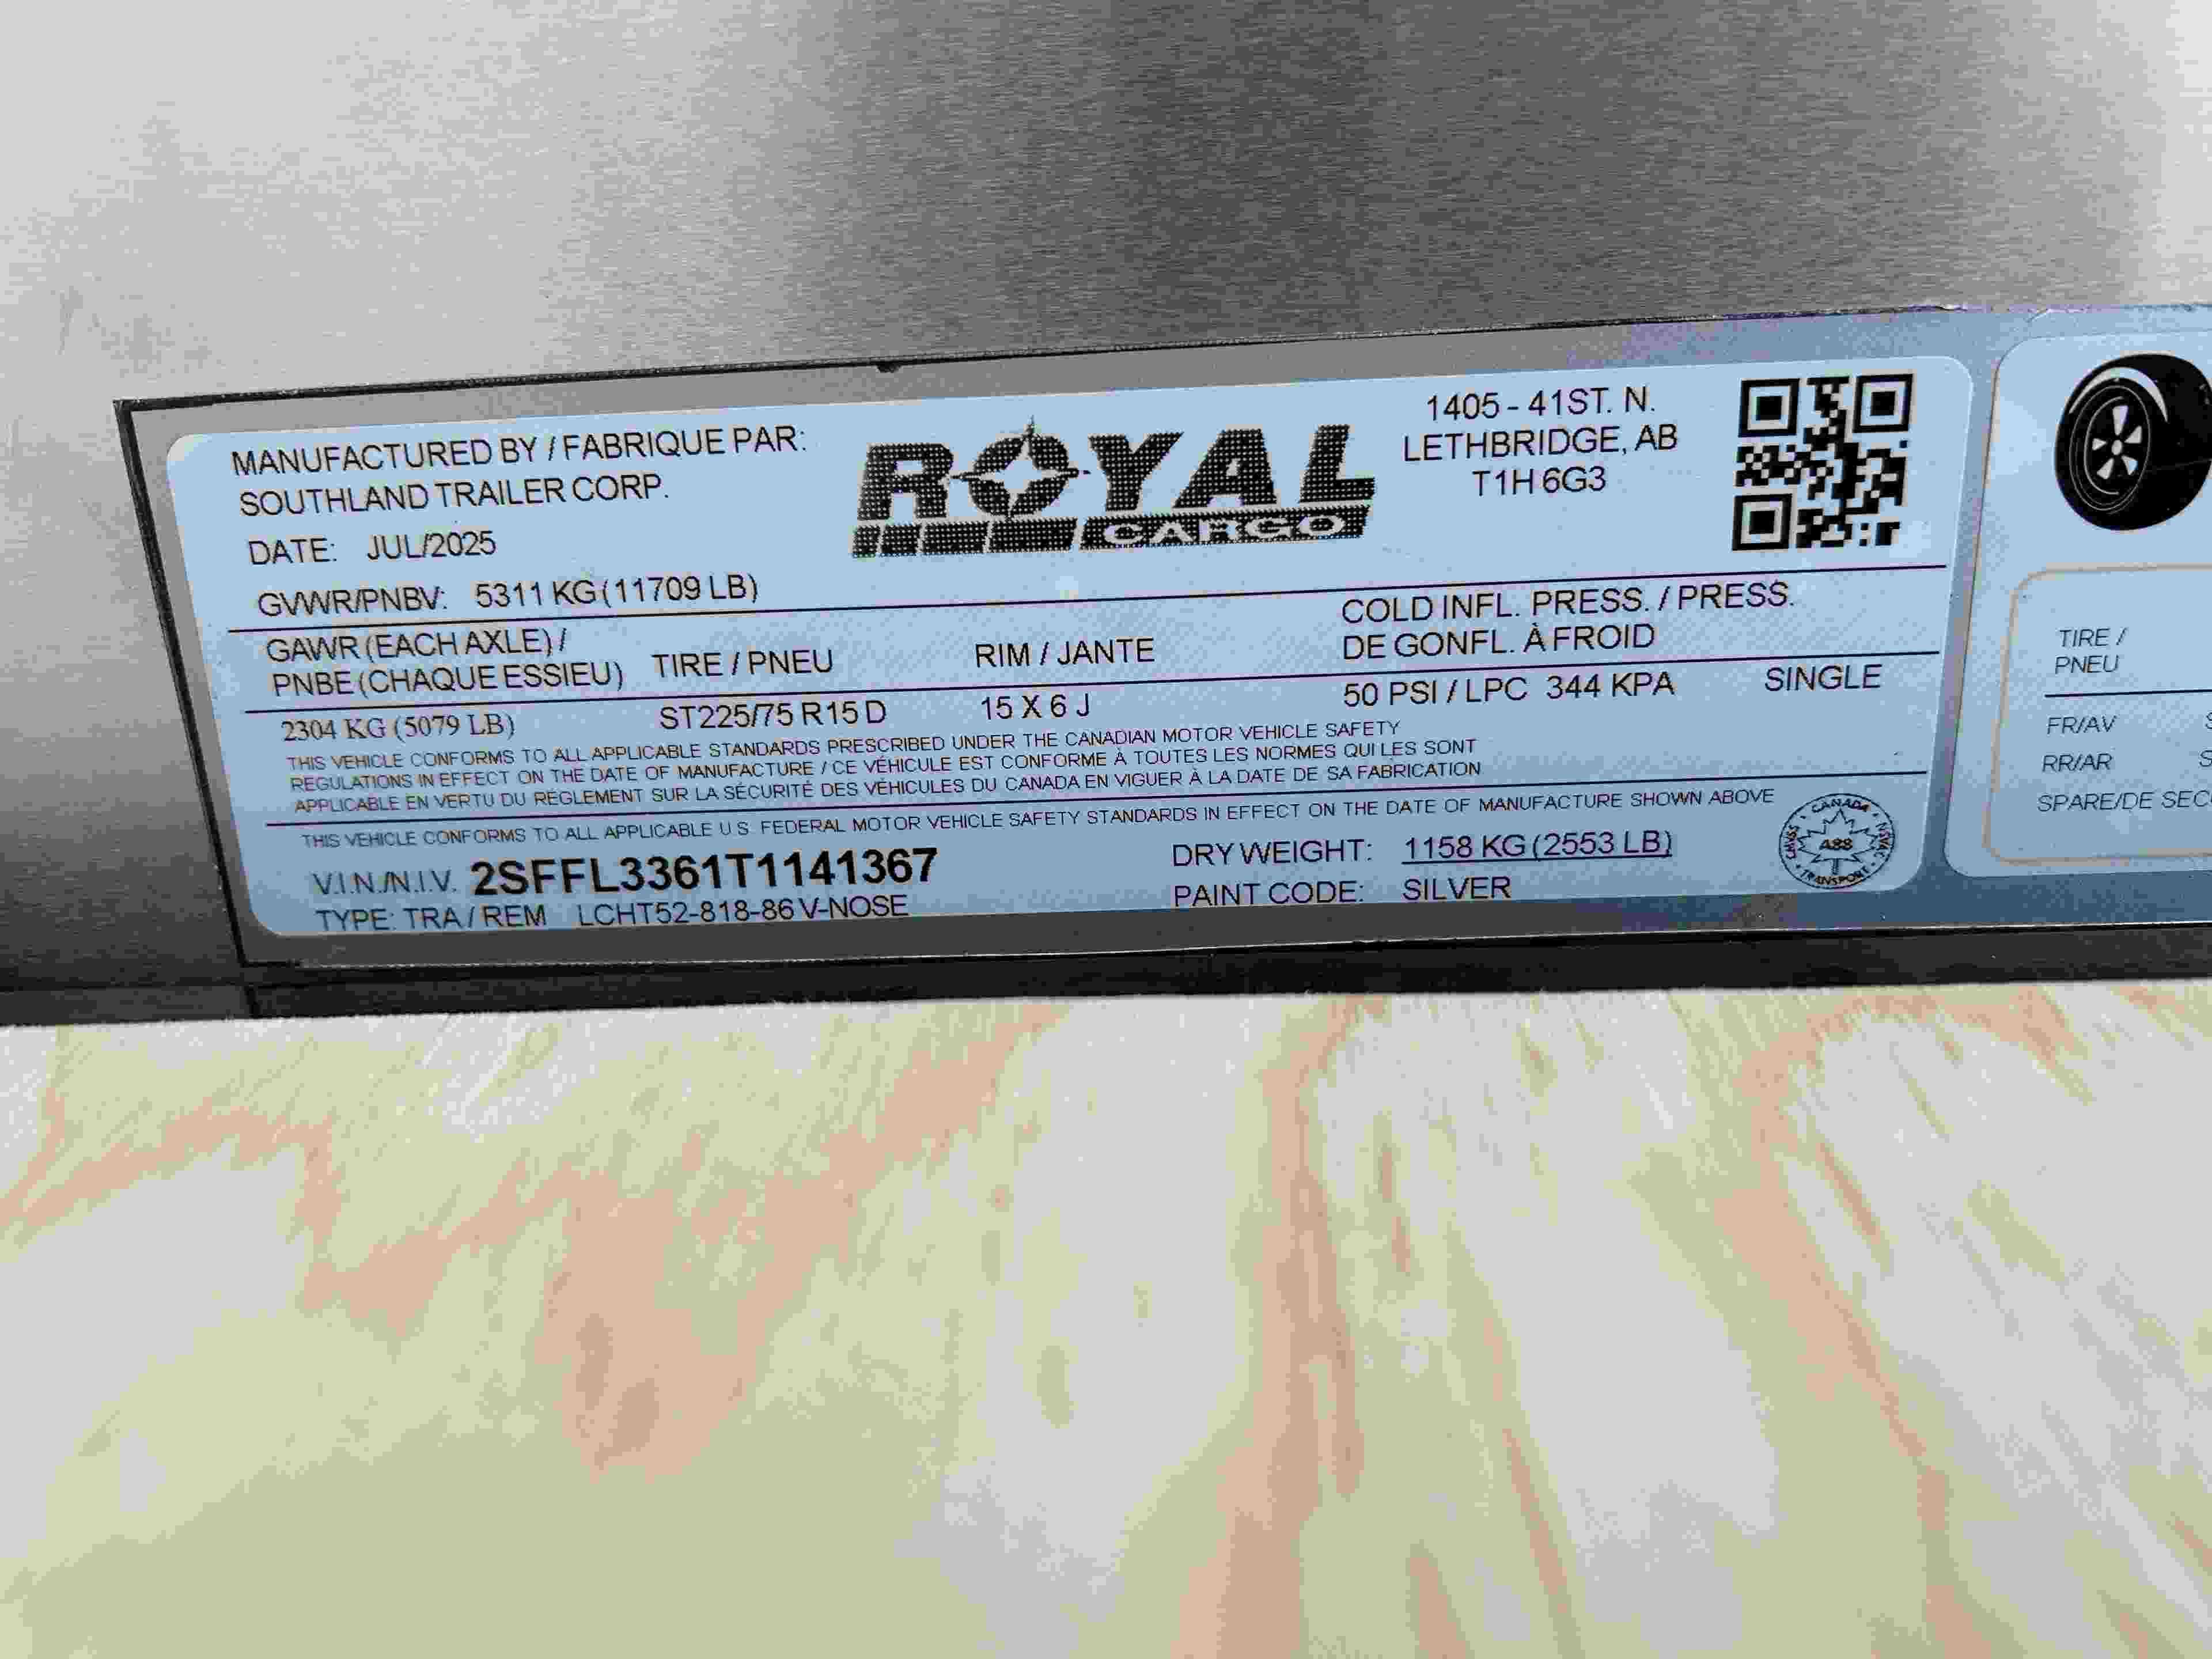 MANUFACTURED BY / FABRIQUE PAR:
SOUTHLAND TRAILER CORP.
DATE: JUL/2025
GVWR/PNBV: 5311 KG (11709 LB)
ROYAL
CARGO
1405 - 41ST. N.
LETHBRIDGE, AB
T1H 6G3
GAWR (EACH AXLE) /
PNBE (CHAQUE ESSIEU)
TIRE / PNEU
RIM / JANTE
COLD INFL. PRESS. / PRESS.
DE GONFL. À FROID
2304 KG (5079 LB)
ST225/75 R15 D
15 X 6 J
50 PSI / LPC 344 KPA
SINGLE
THIS VEHICLE CONFORMS TO ALL APPLICABLE STANDARDS PRESCRIBED UNDER THE CANADIAN MOTOR VEHICLE SAFETY
REGULATIONS IN EFFECT ON THE DATE OF MANUFACTURE / CE VÉHICULE EST CONFORME À TOUTES LES NORMES QUI LES SONT
APPLICABLE EN VERTU DU RÈGLEMENT SUR LA SÉCURITÉ DES VÉHICULES DU CANADA EN VIGUER À LA DATE DE SA FABRICATION
THIS VEHICLE CONFORMS TO ALL APPLICABLE U.S. FEDERAL MOTOR VEHICLE SAFETY STANDARDS IN EFFECT ON THE DATE OF MANUFACTURE SHOWN ABOVE
V.I.N./N.I.V. 2SFFL3361T1141367
TYPE: TRA / REM LCHT52-818-86 V-NOSE
DRY WEIGHT: 1158 KG (2553 LB)
PAINT CODE: SILVER
CANADA
TRANSPORT
TIRE /
PNEU
FR/AV
RR/AR
SPARE/DE